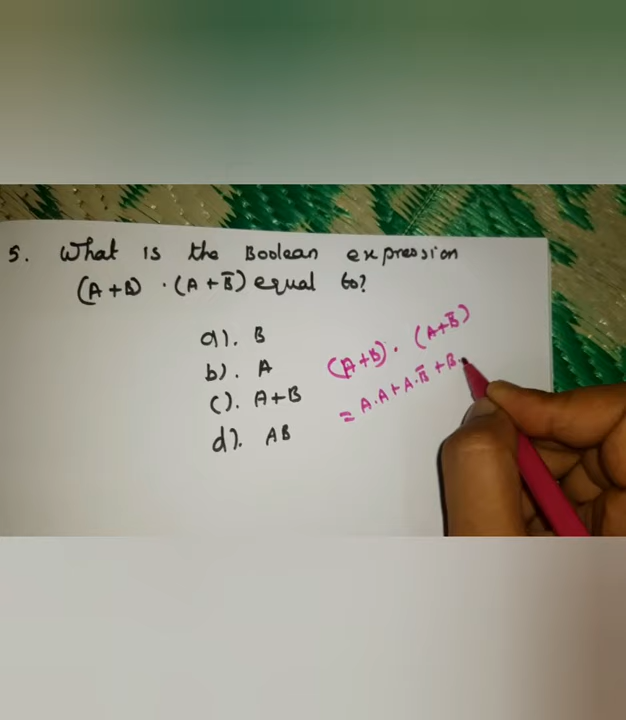 5. What is the Boolean expression
(A+B) · (A+B̅) equal to?
a). B
b). A
c). A+B
d). AB
(A+B) · (A+B̅)
= A.A + A.B̅ + B.